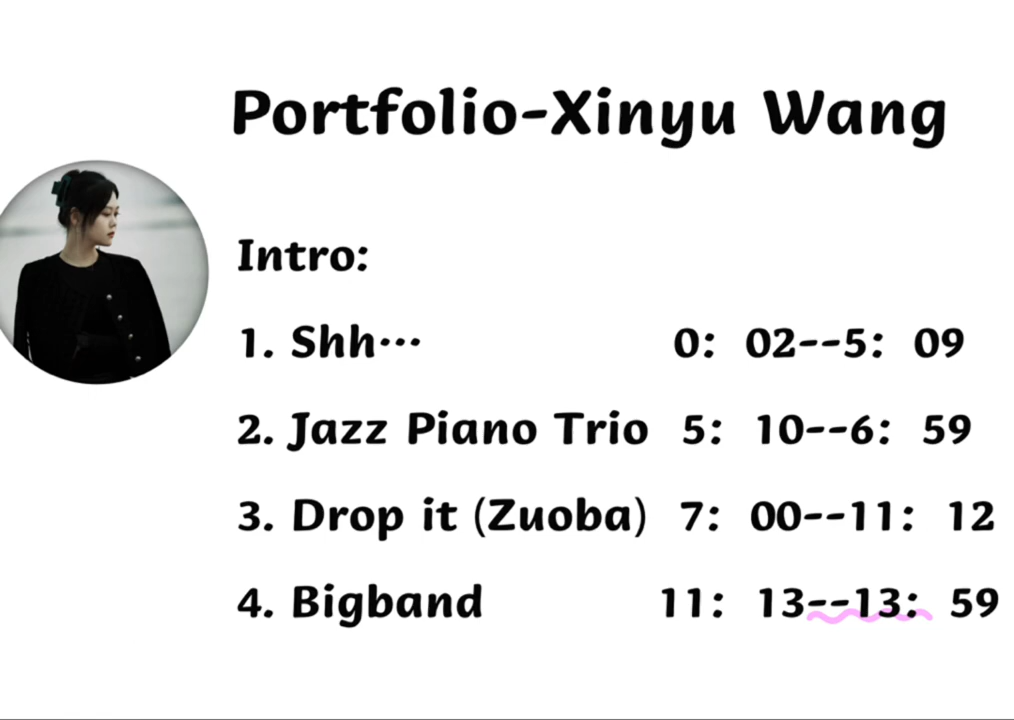 Portfolio-Xinyu Wang
Intro:
1. Shh… 0: 02--5: 09
2. Jazz Piano Trio 5: 10--6: 59
3. Drop it (Zuoba) 7: 00--11: 12
4. Bigband 11: 13--13: 59